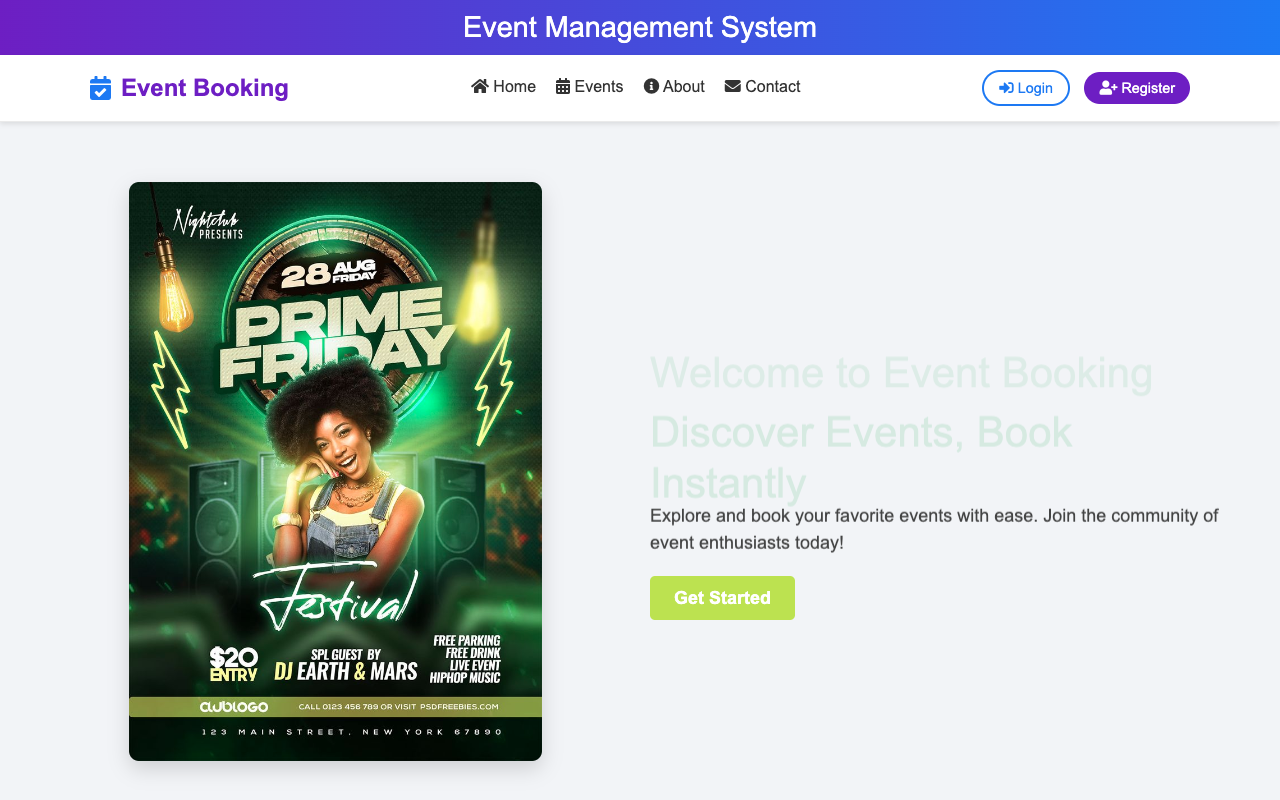 Event Management System
Event Booking
Home
Events
About
Contact
Login
Register
Nightclub
PRESENTS
28 AUG
FRIDAY
PRIME
FRIDAY
Festival
$20
ENTRY
SPL GUEST BY
DJ EARTH & MARS
FREE PARKING
FREE DRINK
LIVE EVENT
HIPHOP MUSIC
CLUBLOGO
CALL 0123 456 789 OR VISIT PSDFREEBIES.COM
123 MAIN STREET, NEW YORK 67890
Welcome to Event Booking
Discover Events, Book
Instantly
Explore and book your favorite events with ease. Join the community of
event enthusiasts today!
Get Started